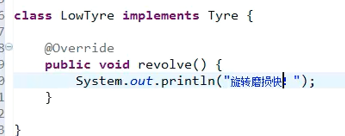 class LowTyre implements Tyre {
@Override
public void revolve() {
System.out.println("旋转磨损快！");
}
}